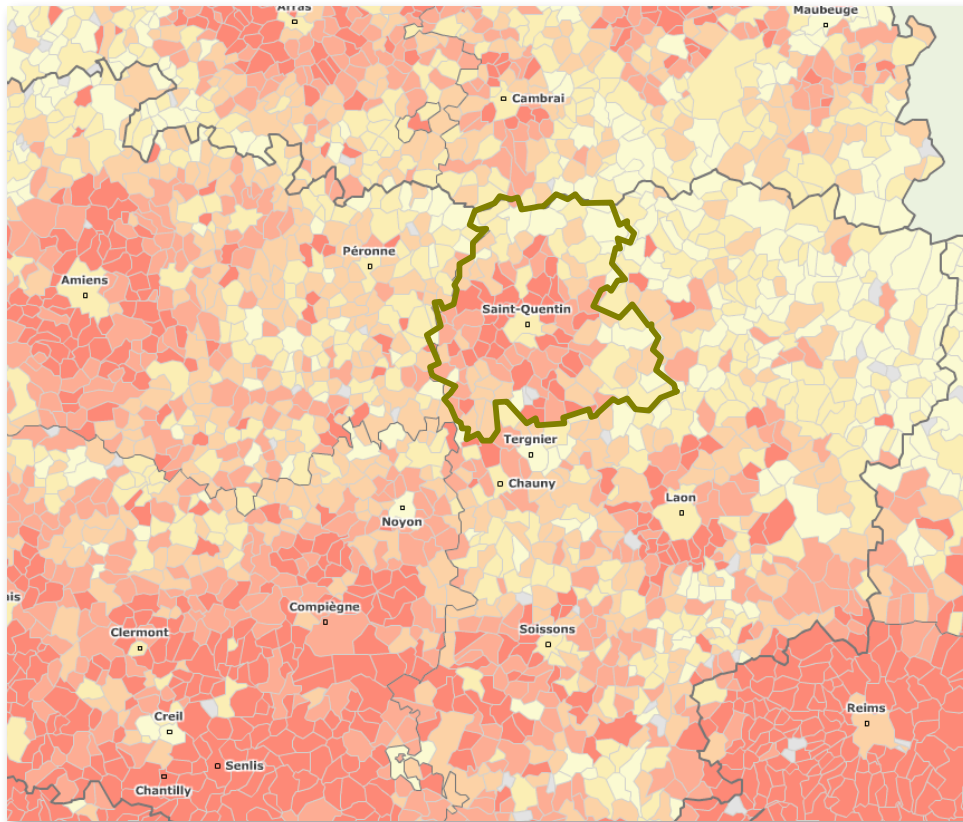 Arras
Maubeuge
Cambrai
Péronne
Amiens
Saint-Quentin
Tergnier
Chauny
Laon
Noyon
Compiègne
Clermont
Soissons
Creil
Reims
Senlis
Chantilly